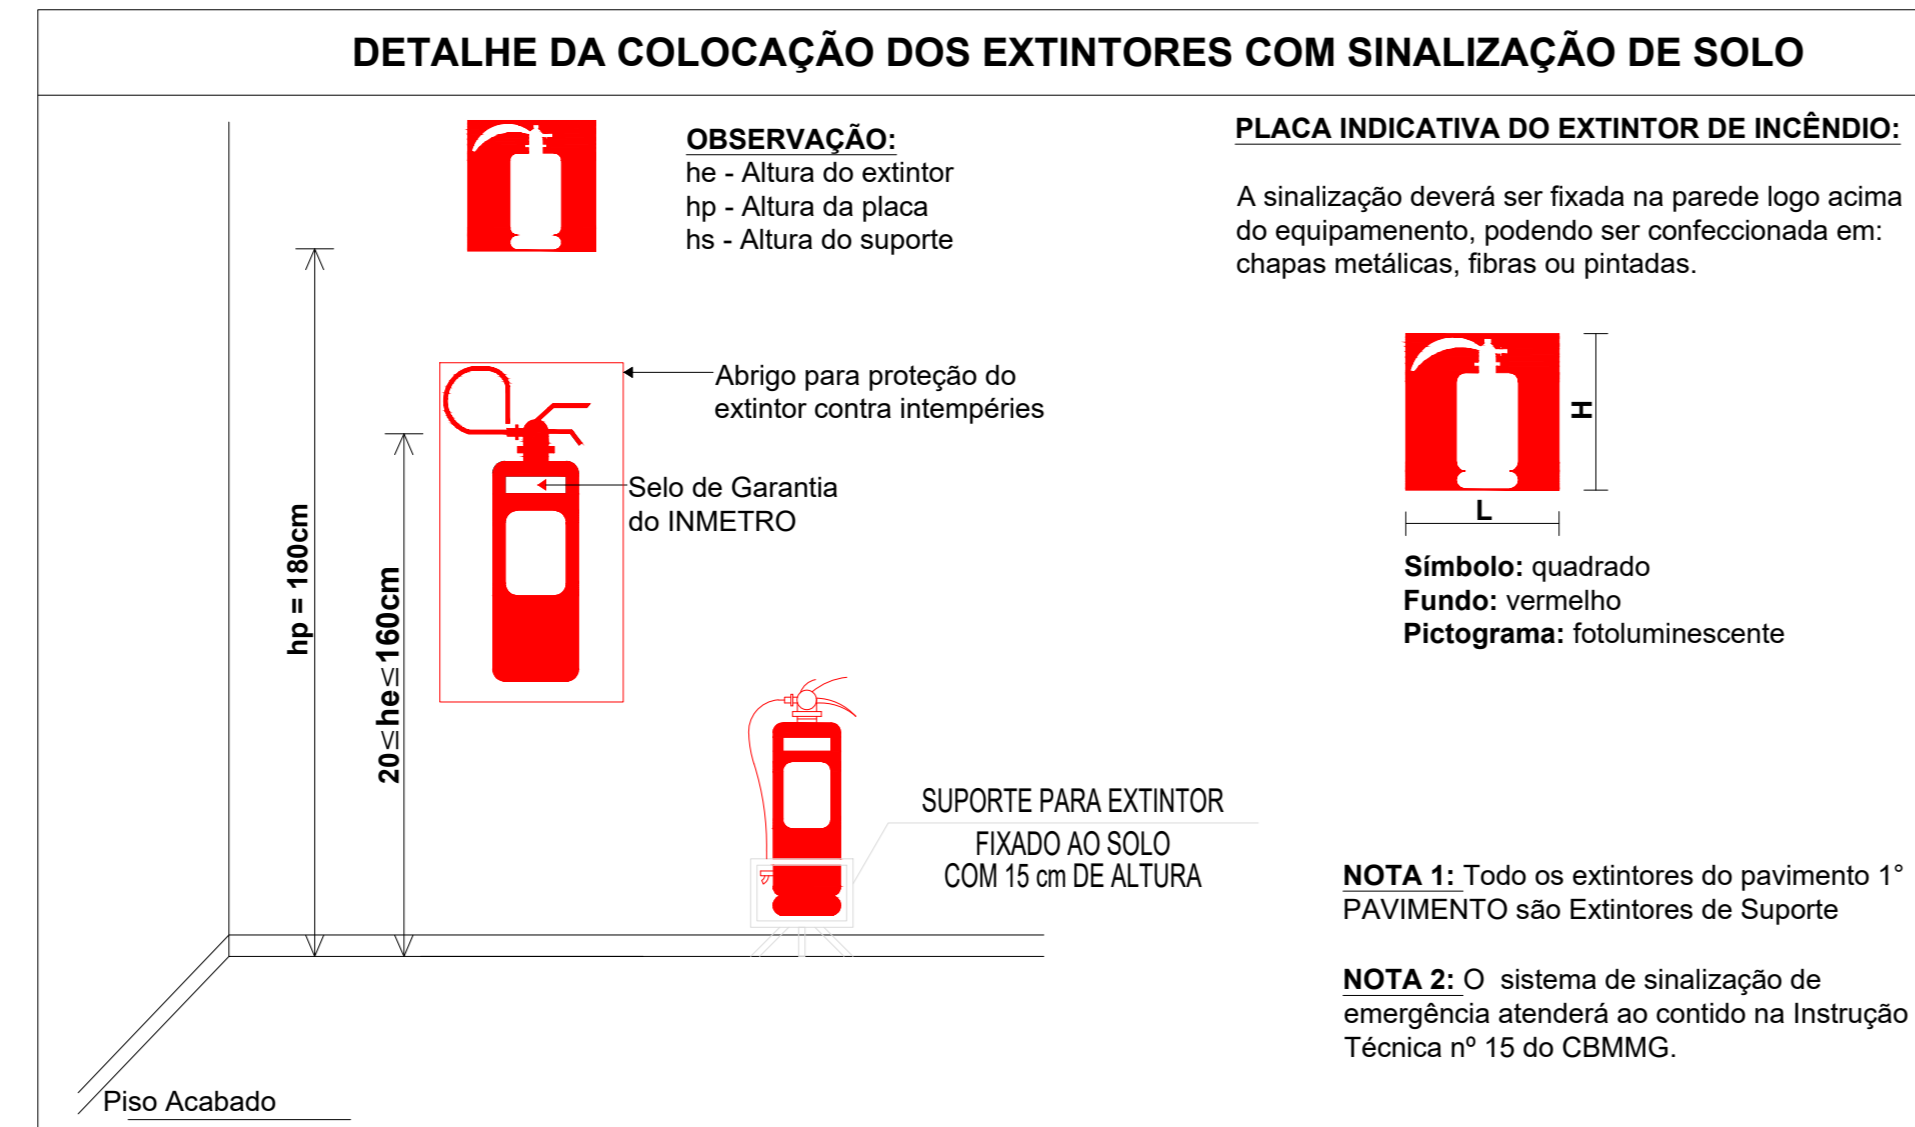 DETALHE DA COLOCAÇÃO DOS EXTINTORES COM SINALIZAÇÃO DE SOLO
OBSERVAÇÃO:
he - Altura do extintor
hp - Altura da placa
hs - Altura do suporte
PLACA INDICATIVA DO EXTINTOR DE INCÊNDIO:
A sinalização deverá ser fixada na parede logo acima
do equipamenento, podendo ser confeccionada em:
chapas metálicas, fibras ou pintadas.
Abrigo para proteção do
extintor contra intempéries
Selo de Garantia
do INMETRO
hp = 180cm
20≤he≤160cm
H
L
Símbolo: quadrado
Fundo: vermelho
Pictograma: fotoluminescente
SUPORTE PARA EXTINTOR
FIXADO AO SOLO
COM 15 cm DE ALTURA
NOTA 1: Todo os extintores do pavimento 1°
PAVIMENTO são Extintores de Suporte
NOTA 2: O sistema de sinalização de
emergência atenderá ao contido na Instrução
Técnica nº 15 do CBMMG.
Piso Acabado